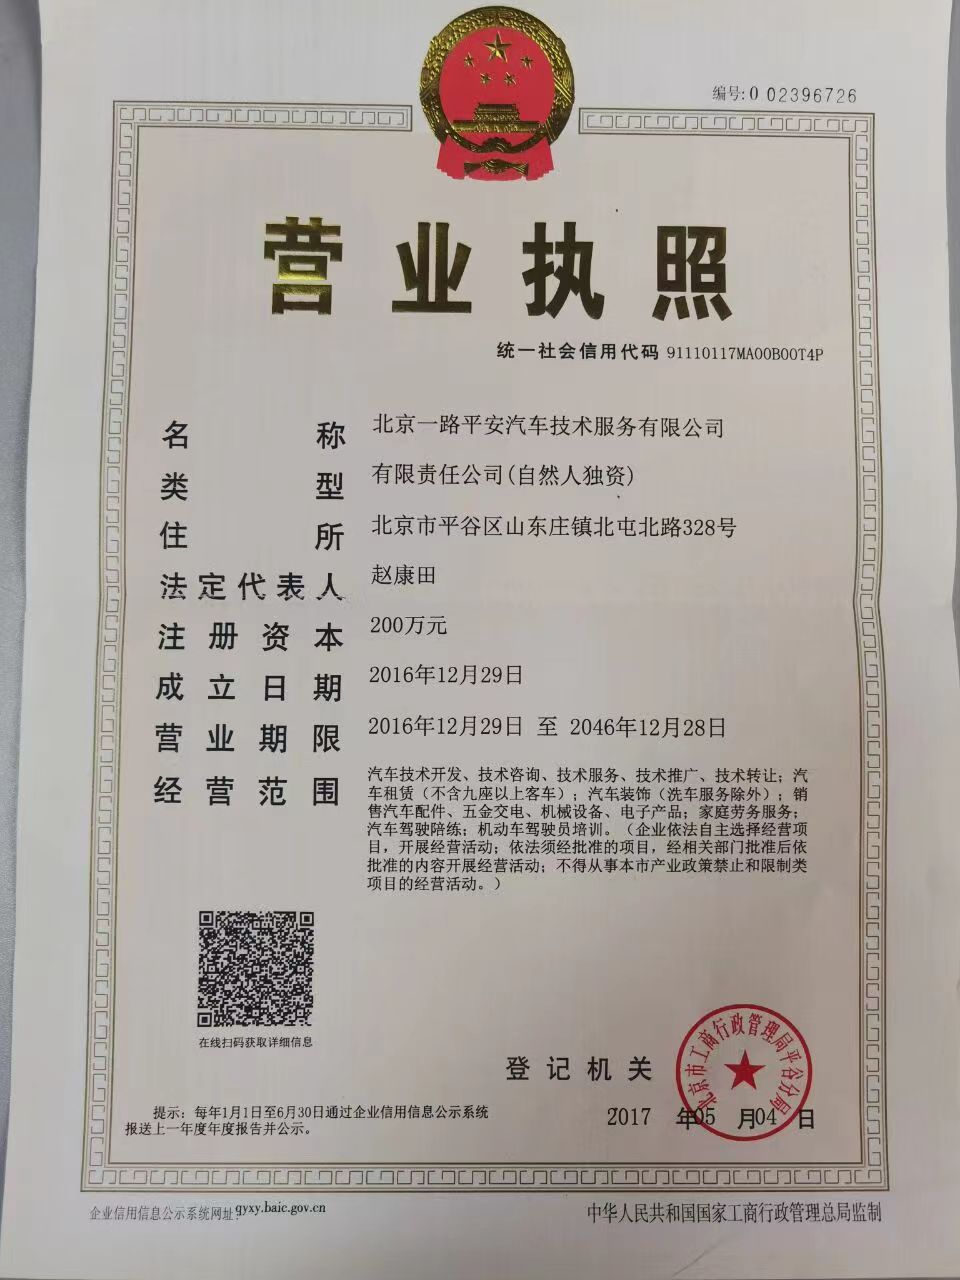 编号:0 02396726
营业执照
统一社会信用代码 91110117MA00B00T4P
名称 北京一路平安汽车技术服务有限公司
类型 有限责任公司(自然人独资)
住所 北京市平谷区山东庄镇北屯北路328号
法定代表人 赵康田
注册资本 200万元
成立日期 2016年12月29日
营业期限 2016年12月29日 至 2046年12月28日
经营范围 汽车技术开发、技术咨询、技术服务、技术推广、技术转让；汽
车租赁（不含九座以上客车）；汽车装饰（洗车服务除外）；销
售汽车配件、五金交电、机械设备、电子产品；家庭劳务服务；
汽车驾驶陪练；机动车驾驶员培训。（企业依法自主选择经营项
目，开展经营活动；依法须经批准的项目，经相关部门批准后依
批准的内容开展经营活动；不得从事本市产业政策禁止和限制类
项目的经营活动。）
在线扫码获取详细信息
登记机关
北京市工商行政管理局平谷分局
2017 年05 月04 日
提示：每年1月1日至6月30日通过企业信用信息公示系统
报送上一年度年度报告并公示。
企业信用信息公示系统网址：qyxy.baic.gov.cn
中华人民共和国国家工商行政管理总局监制